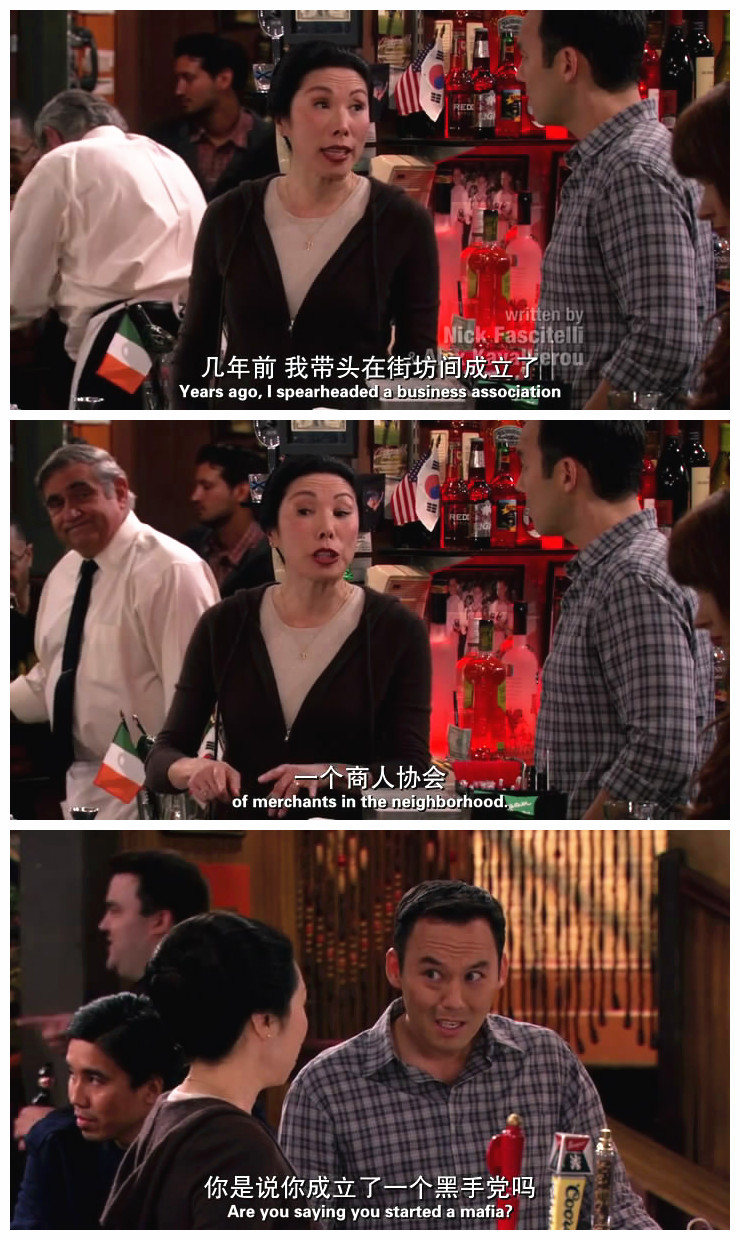 written by
Nick Fascitelli
几年前 我带头在街坊间成立了
Years ago, I spearheaded a business association
一个商人协会
of merchants in the neighborhood.
你是说你成立了一个黑手党吗
Are you saying you started a mafia?
Coors